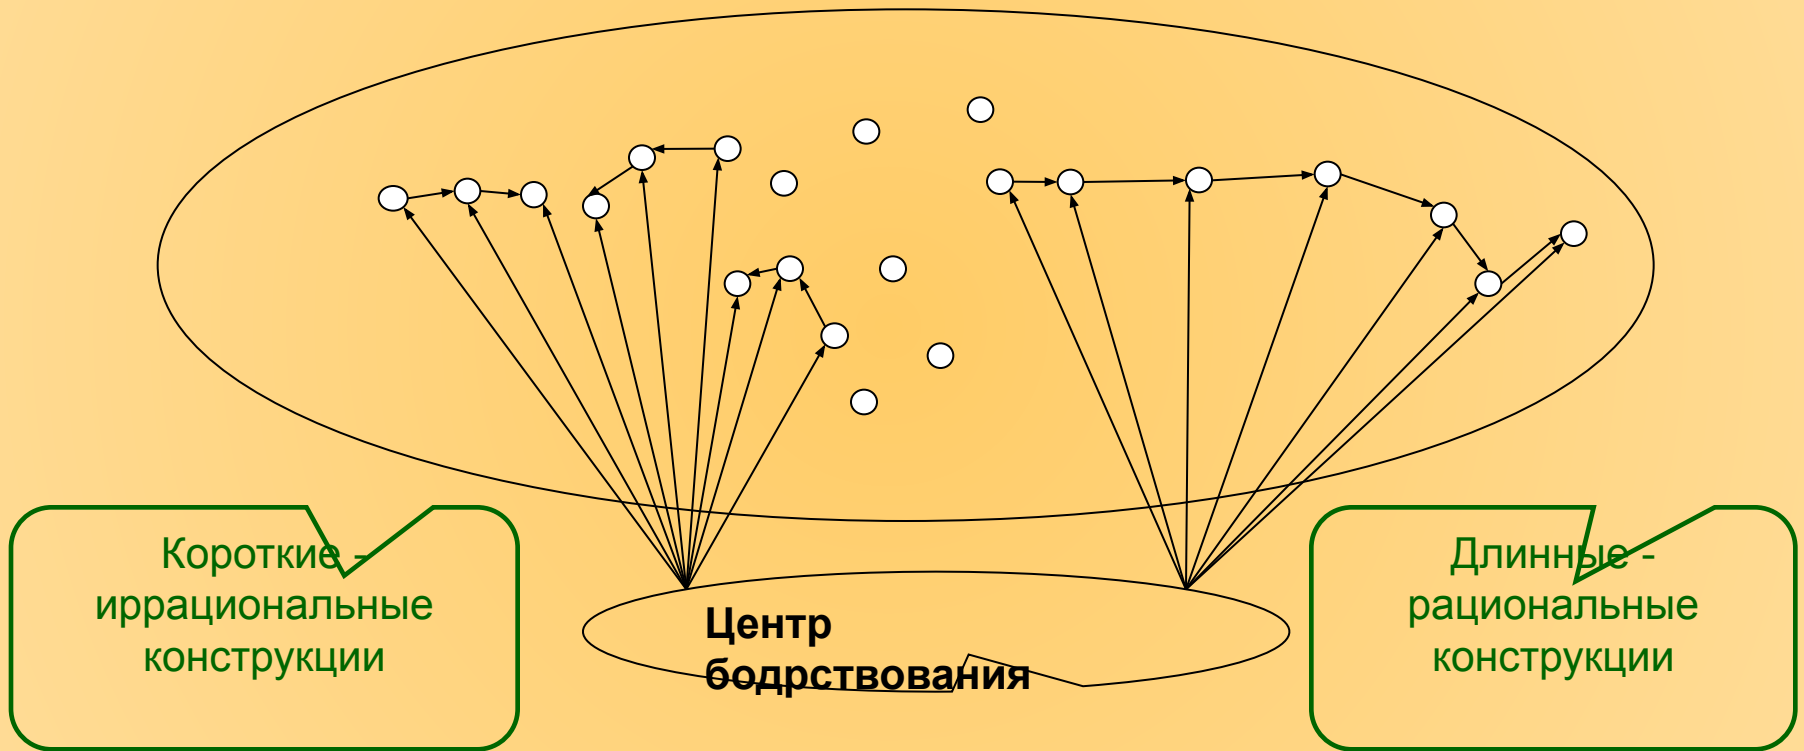 Короткие -
иррациональные
конструкции
Центр
бодрствования
Длинные -
рациональные
конструкции